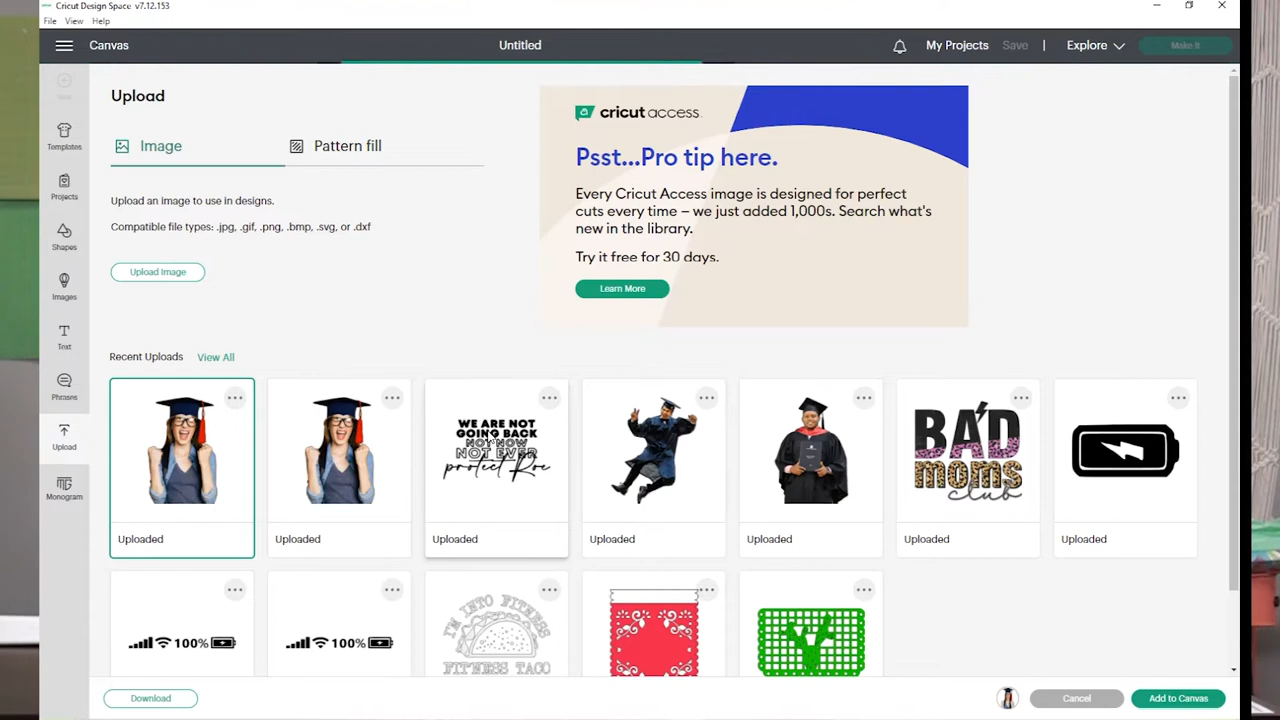 Cricut Design Space v7.12.153
File View Help
Canvas
Untitled
My Projects Save | Explore Make It
Templates
Projects
Shapes
Images
Text
Phrases
Upload
Monogram
Upload
Image
Pattern fill
Upload an image to use in designs.
Compatible file types: .jpg, .gif, .png, .bmp, .svg, or .dxf
Upload Image
cricut access
Psst...Pro tip here.
Every Cricut Access image is designed for perfect
cuts every time – we just added 1,000s. Search what's
new in the library.
Try it free for 30 days.
Learn More
Recent Uploads View All
WE ARE NOT
GOING BACK
NOT NOW
NOT EVER
protect Roe
BAD
moms
club
Uploaded
Uploaded
Uploaded
Uploaded
Uploaded
Uploaded
Uploaded
100%
100%
I'M INTO FITNESS
FITNESS TACO
Download
Cancel
Add to Canvas